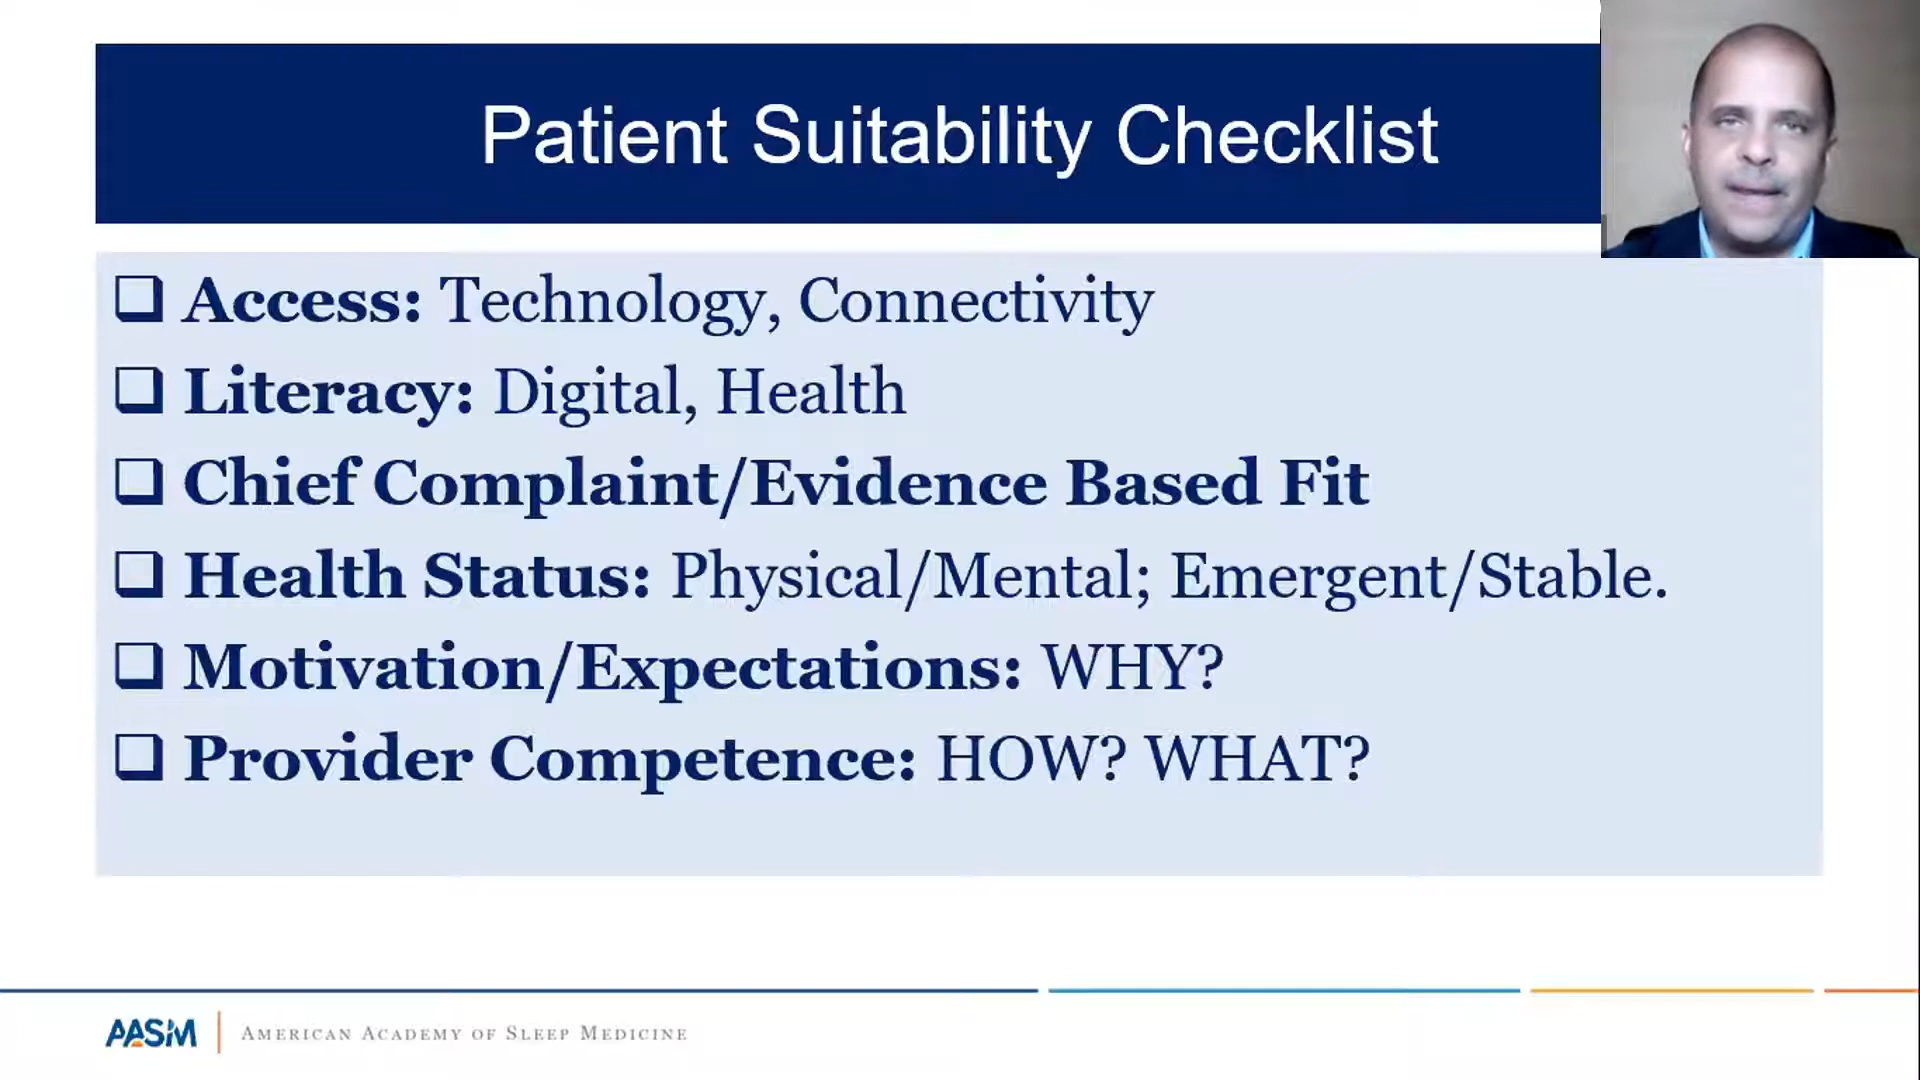 Patient Suitability Checklist
Access: Technology, Connectivity
Literacy: Digital, Health
Chief Complaint/Evidence Based Fit
Health Status: Physical/Mental; Emergent/Stable.
Motivation/Expectations: WHY?
Provider Competence: HOW? WHAT?
AASM
AMERICAN ACADEMY OF SLEEP MEDICINE